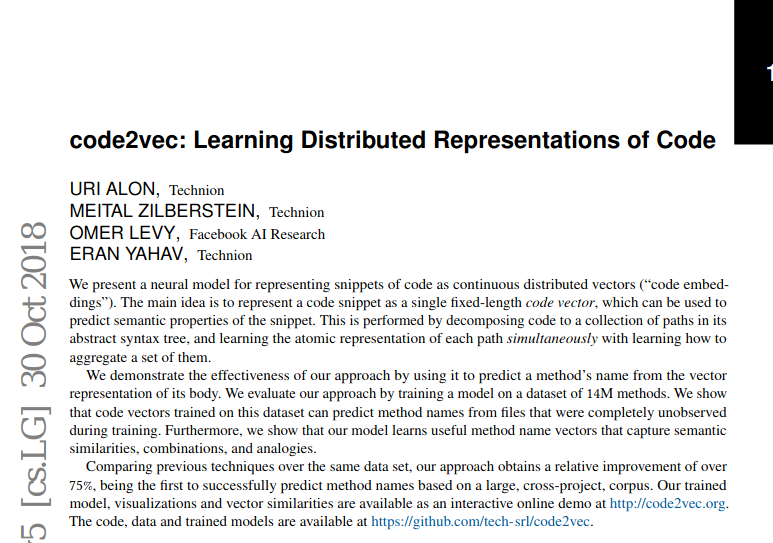 code2vec: Learning Distributed Representations of Code
URI ALON, Technion
MEITAL ZILBERSTEIN, Technion
OMER LEVY, Facebook AI Research
ERAN YAHAV, Technion
We present a neural model for representing snippets of code as continuous distributed vectors (“code embed-
dings”). The main idea is to represent a code snippet as a single fixed-length code vector, which can be used to
predict semantic properties of the snippet. This is performed by decomposing code to a collection of paths in its
abstract syntax tree, and learning the atomic representation of each path simultaneously with learning how to
aggregate a set of them.
We demonstrate the effectiveness of our approach by using it to predict a method’s name from the vector
representation of its body. We evaluate our approach by training a model on a dataset of 14M methods. We show
that code vectors trained on this dataset can predict method names from files that were completely unobserved
during training. Furthermore, we show that our model learns useful method name vectors that capture semantic
similarities, combinations, and analogies.
Comparing previous techniques over the same data set, our approach obtains a relative improvement of over
75%, being the first to successfully predict method names based on a large, cross-project, corpus. Our trained
model, visualizations and vector similarities are available as an interactive online demo at http://code2vec.org.
The code, data and trained models are available at https://github.com/tech-srl/code2vec.
5 [cs.LG] 30 Oct 2018